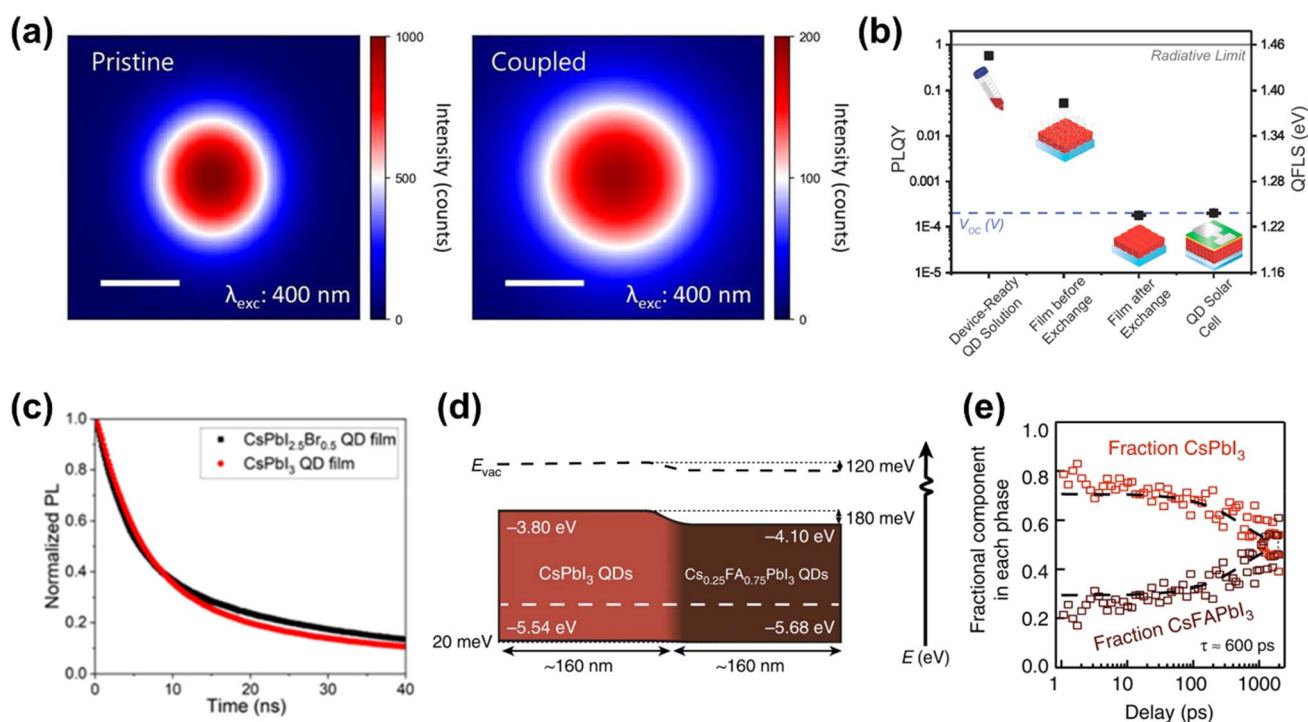 (a)
Pristine
λexc: 400 nm
1000
500
0
Intensity (counts)
Coupled
λexc: 400 nm
200
100
0
Intensity (counts)
(b)
1
0.1
0.01
0.001
1E-4
1E-5
PLQY
Radiative Limit
VOC (V)
1.46
1.40
1.34
1.28
1.22
1.16
QFLS (eV)
Device-Ready
QD Solution
Film before
Exchange
Film after
Exchange
QD Solar
Cell
(c)
Normalized PL
1.0
0.8
0.6
0.4
0.2
0.0
CsPbI2.5Br0.5 QD film
CsPbI3 QD film
0 10 20 30 40
Time (ns)
(d)
Evac
120 meV
180 meV
−3.80 eV
−4.10 eV
CsPbI3 QDs
Cs0.25FA0.75PbI3 QDs
−5.54 eV
−5.68 eV
20 meV
~160 nm
~160 nm
E (eV)
(e)
Fractional component
in each phase
1.0
0.8
0.6
0.4
0.2
0.0
Fraction CsPbI3
Fraction CsFAPbI3
τ ≈ 600 ps
1 10 100 1000
Delay (ps)